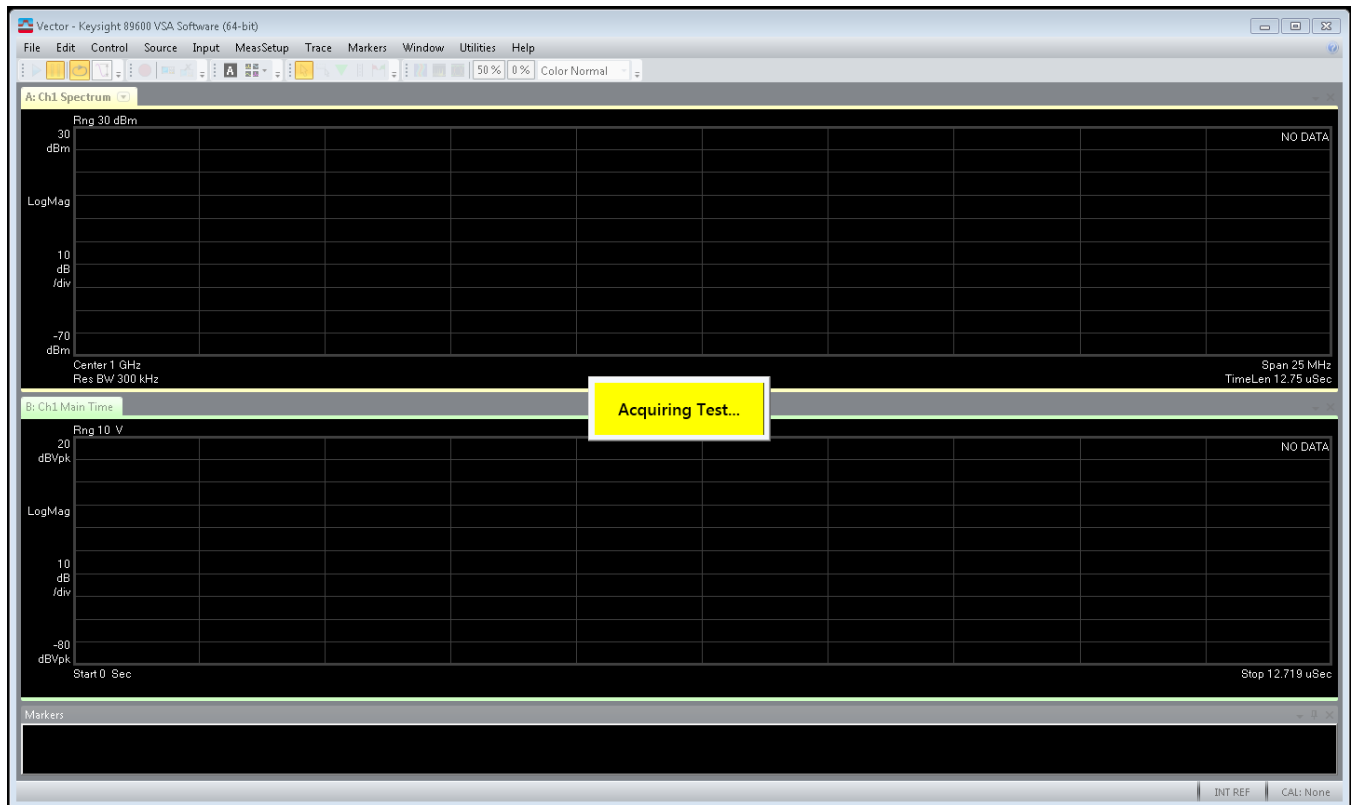 Vector - Keysight 89600 VSA Software (64-bit)
File Edit Control Source Input MeasSetup Trace Markers Window Utilities Help
A 50% 0% Color Normal
A: Ch1 Spectrum
Rng 30 dBm
30
dBm
NO DATA
LogMag
10
dB
/div
-70
dBm
Center 1 GHz
Span 25 MHz
Res BW 300 kHz
TimeLen 12.75 uSec
Acquiring Test...
B: Ch1 Main Time
Rng 10 V
20
dBVpk
NO DATA
LogMag
10
dB
/div
-80
dBVpk
Start 0 Sec
Stop 12.719 uSec
Markers
INT REF CAL: None